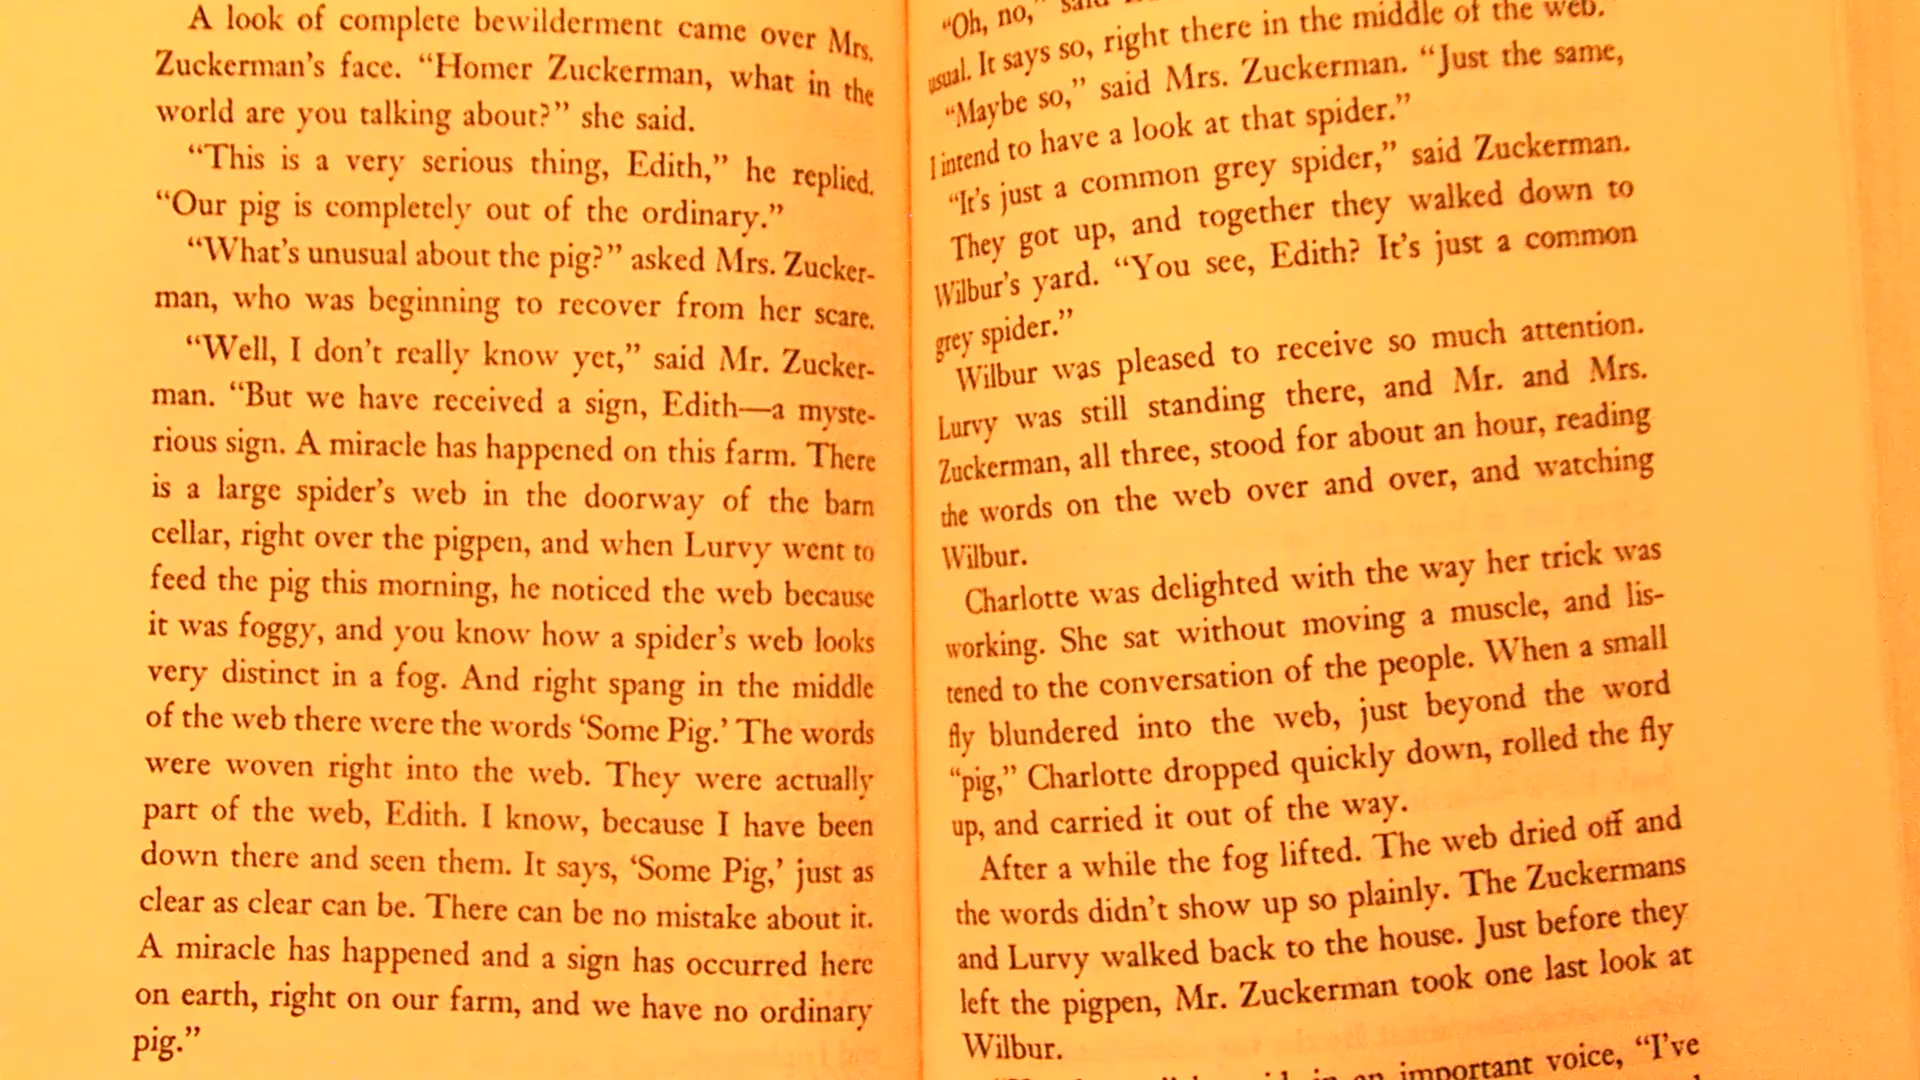 A look of complete bewilderment came over Mrs.
Zuckerman's face. “Homer Zuckerman, what in the
world are you talking about?” she said.
“This is a very serious thing, Edith,” he replied.
“Our pig is completely out of the ordinary.”
“What's unusual about the pig?” asked Mrs. Zucker-
man, who was beginning to recover from her scare.
“Well, I don't really know yet,” said Mr. Zucker-
man. “But we have received a sign, Edith—a myste-
rious sign. A miracle has happened on this farm. There
is a large spider's web in the doorway of the barn
cellar, right over the pigpen, and when Lurvy went to
feed the pig this morning, he noticed the web because
it was foggy, and you know how a spider's web looks
very distinct in a fog. And right spang in the middle
of the web there were the words ‘Some Pig.’ The words
were woven right into the web. They were actually
part of the web, Edith. I know, because I have been
down there and seen them. It says, ‘Some Pig,’ just as
clear as clear can be. There can be no mistake about it.
A miracle has happened and a sign has occurred here
on earth, right on our farm, and we have no ordinary
pig.”
“Oh, no,” said
usual. It says so, right there in the middle of the web.”
“Maybe so,” said Mrs. Zuckerman. “Just the same,
I intend to have a look at that spider.”
“It's just a common grey spider,” said Zuckerman.
They got up, and together they walked down to
Wilbur's yard. “You see, Edith? It's just a common
grey spider.”
Wilbur was pleased to receive so much attention.
Lurvy was still standing there, and Mr. and Mrs.
Zuckerman, all three, stood for about an hour, reading
the words on the web over and over, and watching
Wilbur.
Charlotte was delighted with the way her trick was
working. She sat without moving a muscle, and lis-
tened to the conversation of the people. When a small
fly blundered into the web, just beyond the word
“pig,” Charlotte dropped quickly down, rolled the fly
up, and carried it out of the way.
After a while the fog lifted. The web dried off and
the words didn't show up so plainly. The Zuckermans
and Lurvy walked back to the house. Just before they
left the pigpen, Mr. Zuckerman took one last look at
Wilbur.
in an important voice, “I've